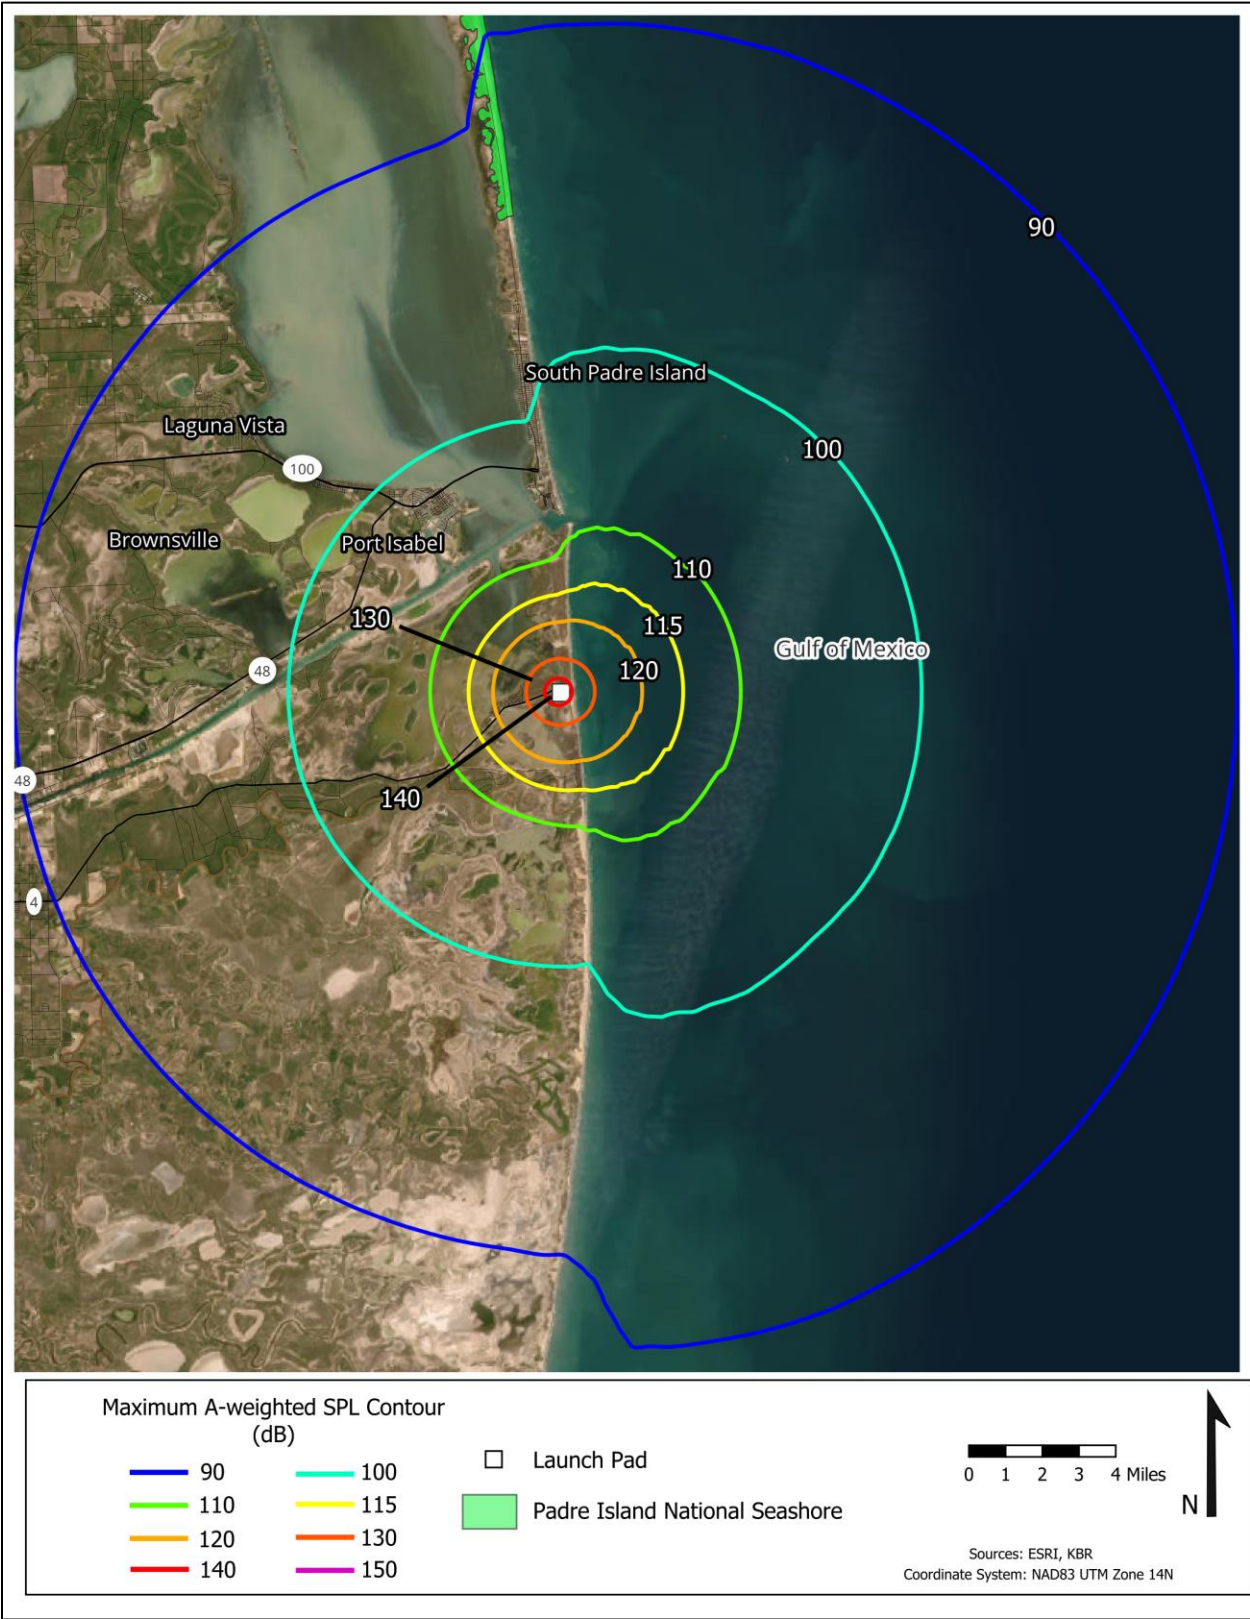 90
South Padre Island
Laguna Vista
100
100
Brownsville
Port Isabel
110
130
115
Gulf of Mexico
120
48
48
140
4
Maximum A-weighted SPL Contour
(dB)
90
100
110
115
120
130
140
150
Launch Pad
Padre Island National Seashore
0 1 2 3 4 Miles
N
Sources: ESRI, KBR
Coordinate System: NAD83 UTM Zone 14N